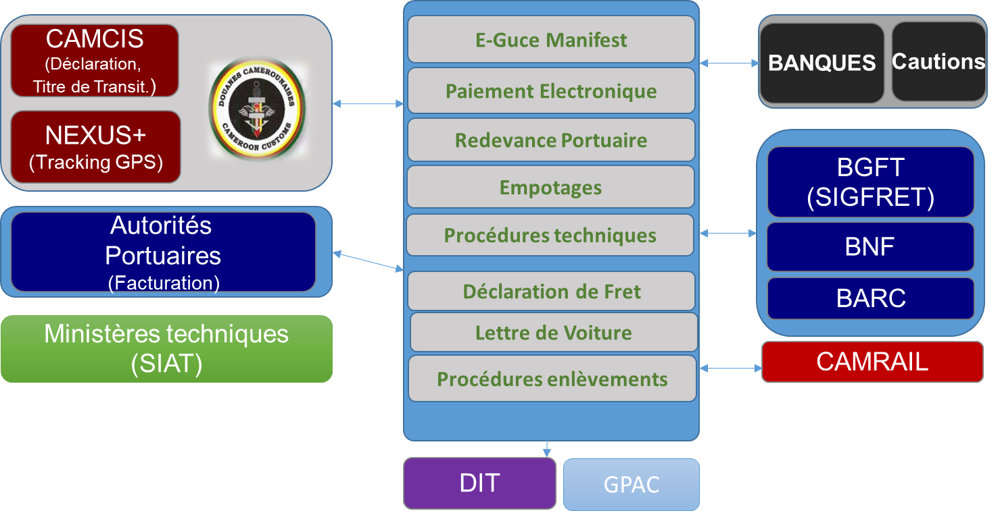 CAMCIS
(Déclaration,
Titre de Transit.)
NEXUS+
(Tracking GPS)
DOUANES CAMEROUNAISES
CAMEROON CUSTOMS
Autorités
Portuaires
(Facturation)
Ministères techniques
(SIAT)
E-Guce Manifest
Paiement Electronique
Redevance Portuaire
Empotages
Procédures techniques
Déclaration de Fret
Lettre de Voiture
Procédures enlèvements
DIT
GPAC
BANQUES
Cautions
BGFT
(SIGFRET)
BNF
BARC
CAMRAIL